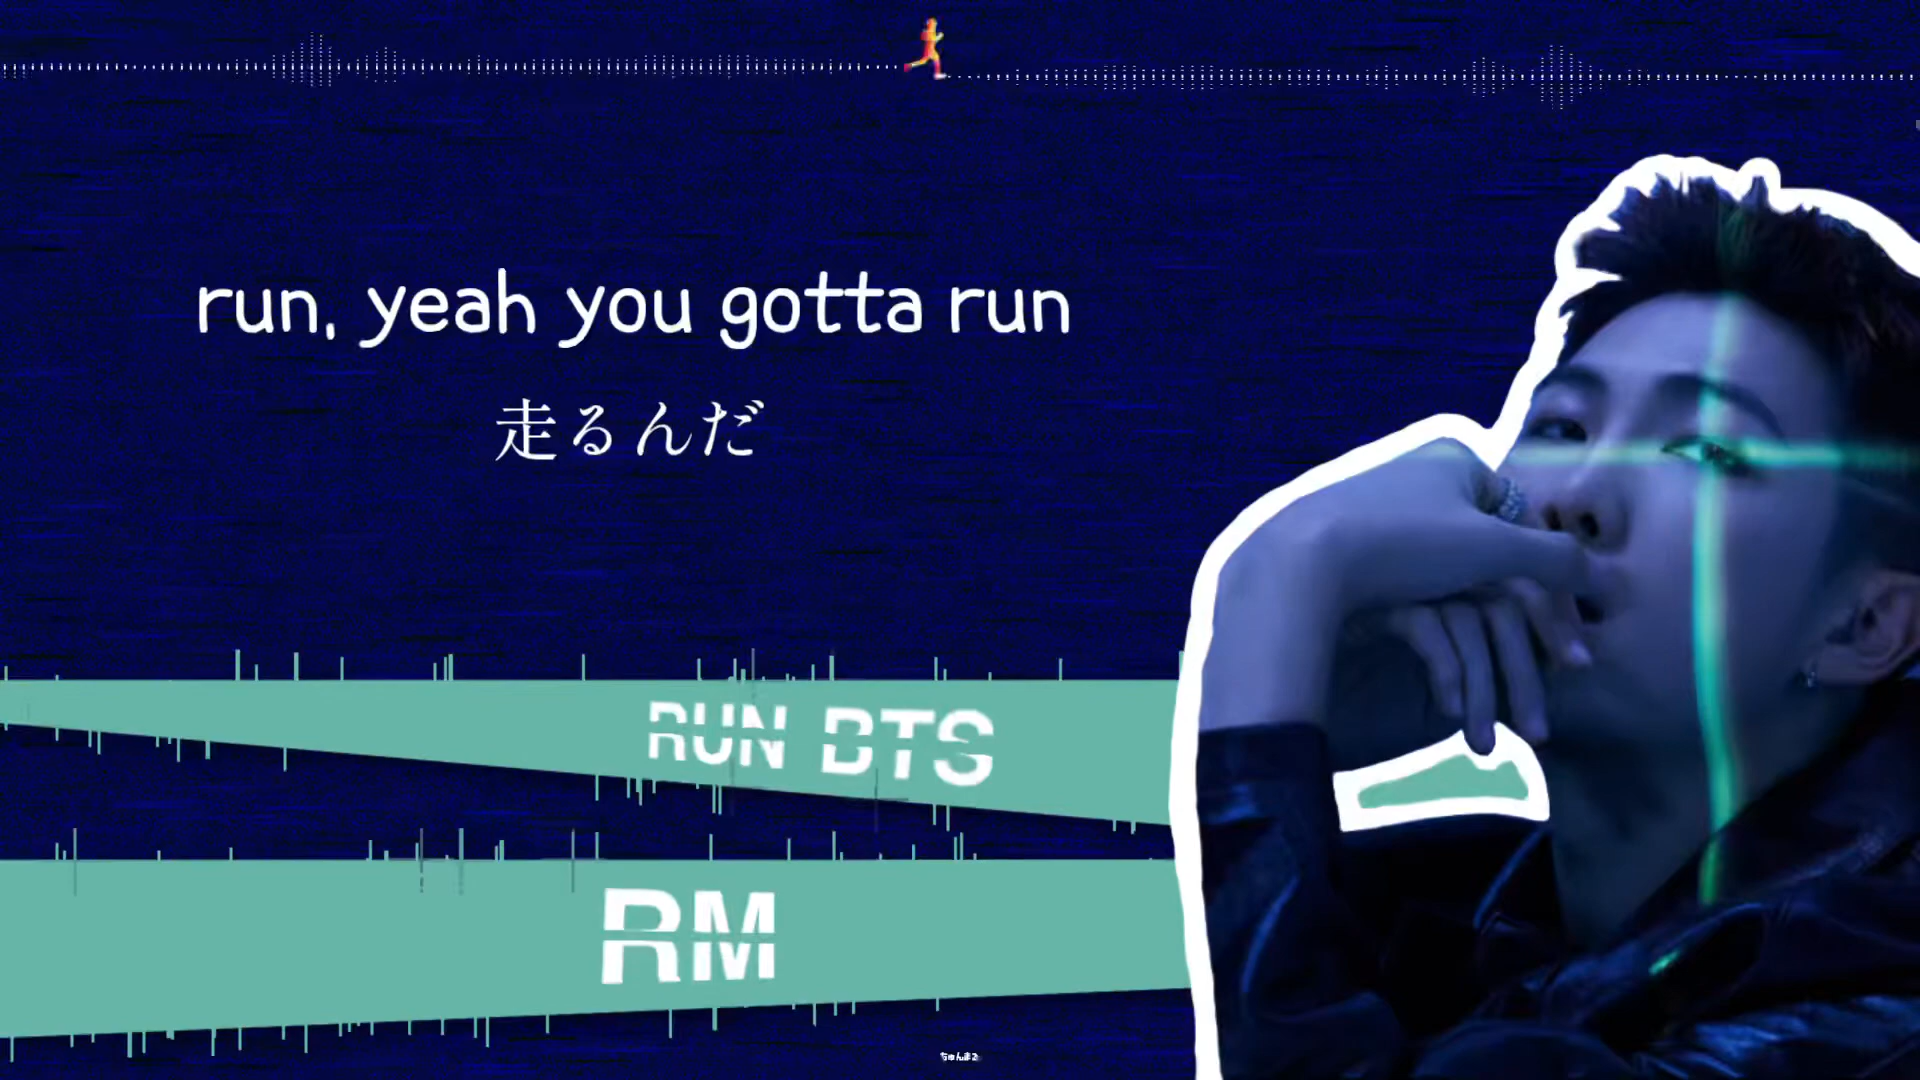 run, yeah you gotta run
走るんだ
RUN BTS
RM